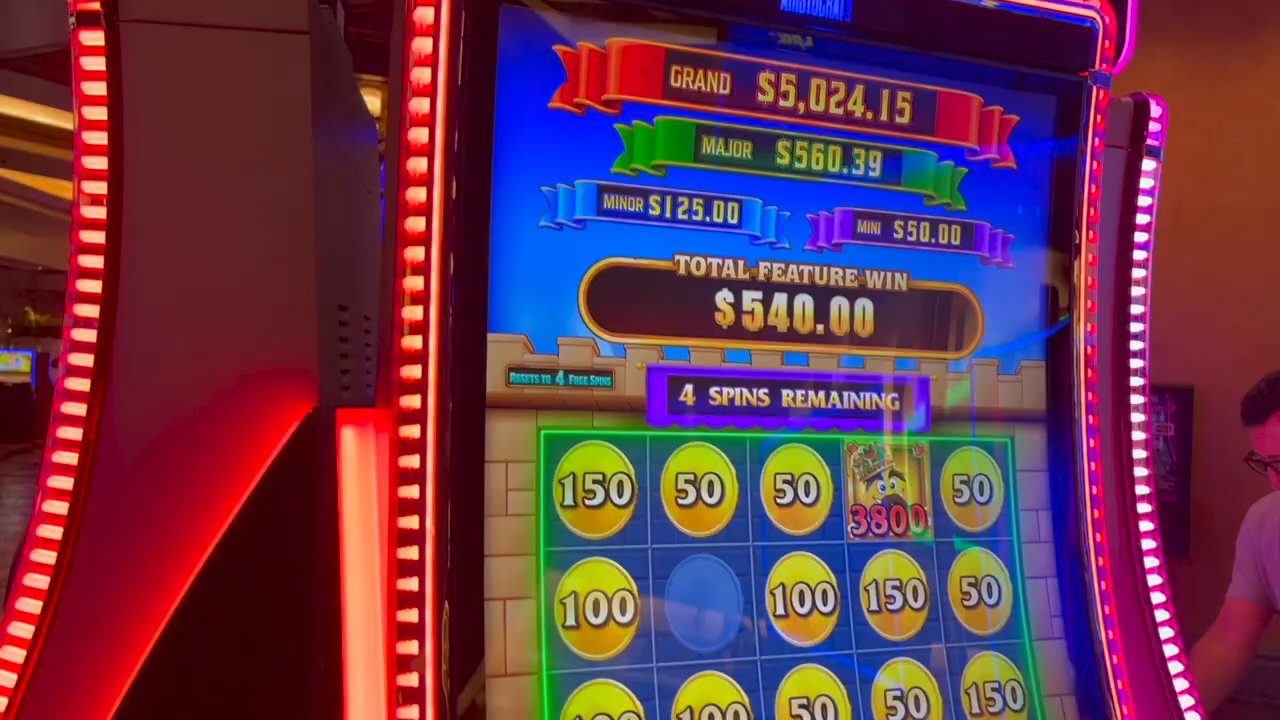 ARISTOCRAT
GRAND $5,024.15
MAJOR $560.39
MINOR $125.00
MINI $50.00
TOTAL FEATURE WIN
$540.00
RESETS TO 4 FREE SPINS
4 SPINS REMAINING
150 50 50 3800 50
100 100 150 50
100 100 50 50 150